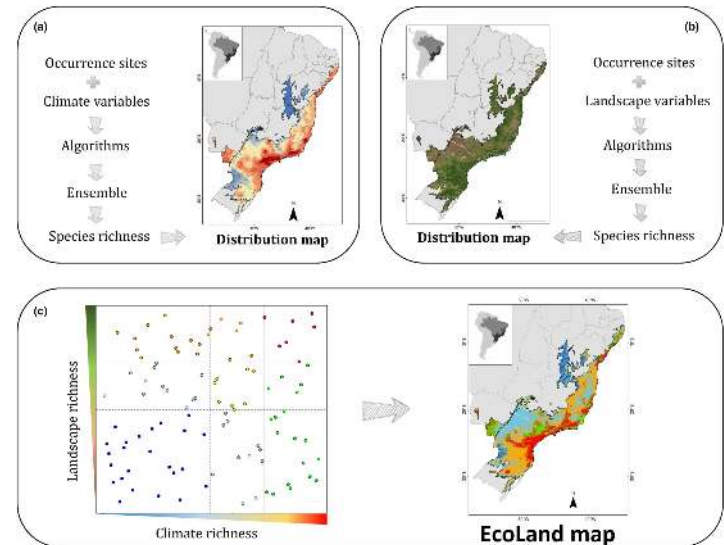 (a)
Occurrence sites
Climate variables
Algorithms
Ensemble
Species richness
Distribution map
N
(b)
Occurrence sites
Landscape variables
Algorithms
Ensemble
Species richness
Distribution map
N
(c)
Landscape richness
Climate richness
N
EcoLand map